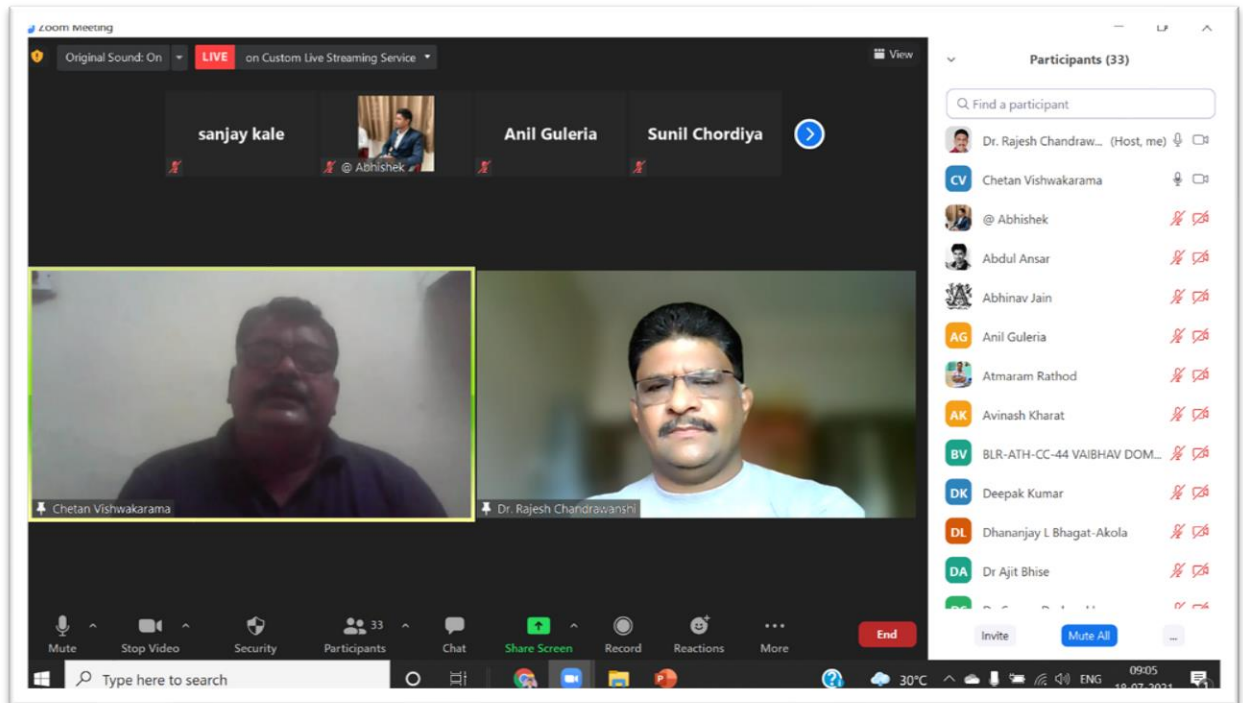 Zoom Meeting
Original Sound: On
LIVE on Custom Live Streaming Service
View
sanjay kale
@ Abhishek
Anil Guleria
Sunil Chordiya
Chetan Vishwakarama
Dr. Rajesh Chandrawanshi
Participants (33)
Find a participant
Dr. Rajesh Chandraw... (Host, me)
CV Chetan Vishwakarama
@ Abhishek
Abdul Ansar
Abhinav Jain
AG Anil Guleria
Atmaram Rathod
AK Avinash Kharat
BV BLR-ATH-CC-44 VAIBHAV DOM...
DK Deepak Kumar
DL Dhananjay L Bhagat-Akola
DA Dr Ajit Bhise
Invite Mute All ...
33
Mute Stop Video Security Participants Chat Share Screen Record Reactions More End
Type here to search
30°C ENG 09:05
18-07-2021